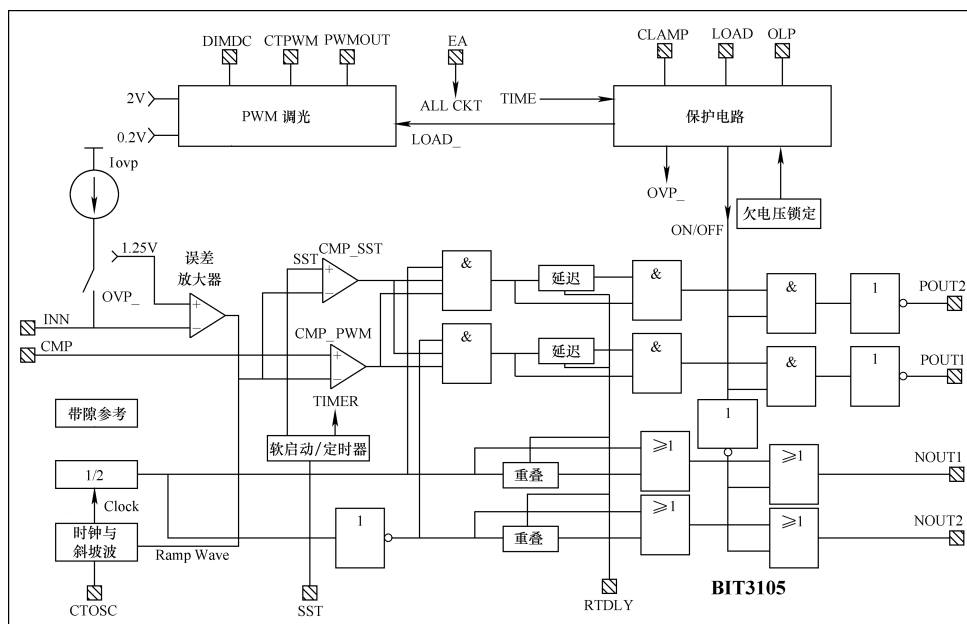 DIMDC CTPWM PWMOUT EA CLAMP LOAD OLP
2V
PWM 调光
0.2V
ALL CKT
TIME
LOAD_
保护电路
Iovp
OVP_
欠电压锁定
ON/OFF
1.25V
误差
放大器
OVP_
SST
CMP_SST
+
−
&
延迟
&
&
1
POUT2
+
−
INN
CMP
CMP_PWM
+
−
&
延迟
&
&
1
POUT1
TIMER
带隙参考
软启动/定时器
1
1/2
重叠
≥1
≥1
NOUT1
Clock
时钟与
斜坡波
Ramp Wave
1
重叠
≥1
≥1
NOUT2
CTOSC
SST
RTDLY
BIT3105